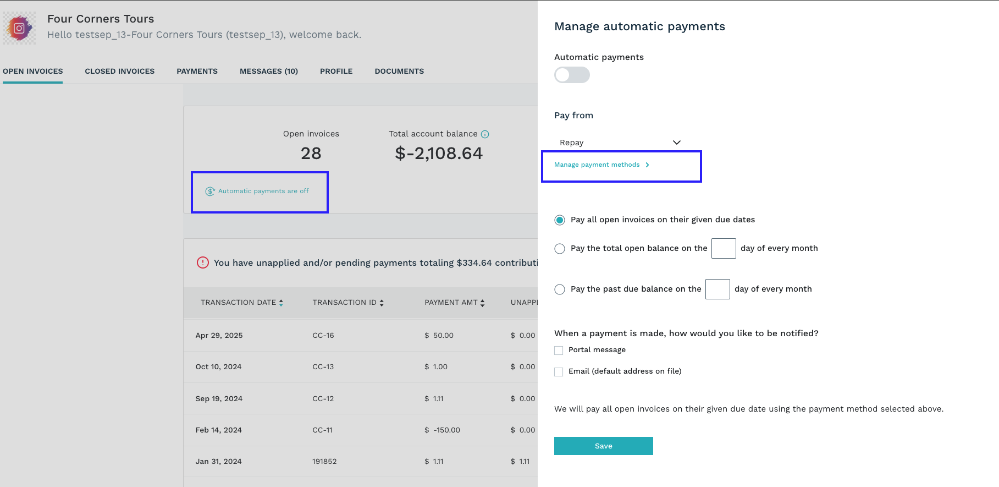 Four Corners Tours
Hello testsep_13-Four Corners Tours (testsep_13), welcome back.
OPEN INVOICES CLOSED INVOICES PAYMENTS MESSAGES (10) PROFILE DOCUMENTS
Open invoices Total account balance
28 $-2,108.64
Automatic payments are off
You have unapplied and/or pending payments totaling $334.64 contributi
TRANSACTION DATE TRANSACTION ID PAYMENT AMT UNAPP
Apr 29, 2025 CC-16 $ 50.00 $ 0.00
Oct 10, 2024 CC-13 $ 1.00 $ 0.00
Sep 19, 2024 CC-12 $ 1.11 $ 0.00
Feb 14, 2024 CC-11 $ -150.00 $ 0.00
Jan 31, 2024 191852 $ 1.11 $ 1.11
Manage automatic payments
Automatic payments
Pay from
Repay
Manage payment methods
Pay all open invoices on their given due dates
Pay the total open balance on the day of every month
Pay the past due balance on the day of every month
When a payment is made, how would you like to be notified?
Portal message
Email (default address on file)
We will pay all open invoices on their given due date using the payment method selected above.
Save